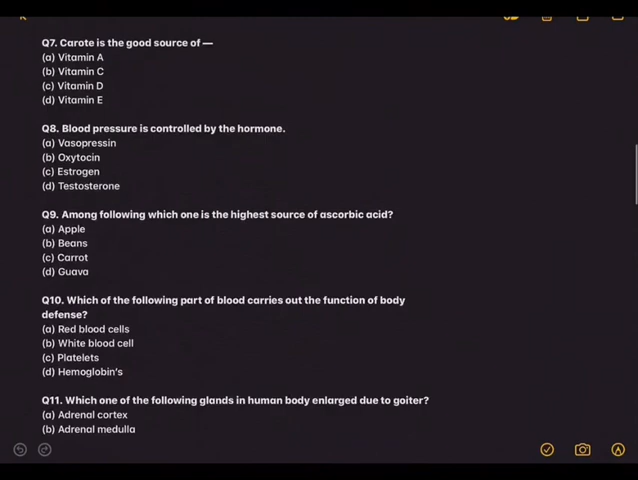 Q7. Carote is the good source of —
(a) Vitamin A
(b) Vitamin C
(c) Vitamin D
(d) Vitamin E
Q8. Blood pressure is controlled by the hormone.
(a) Vasopressin
(b) Oxytocin
(c) Estrogen
(d) Testosterone
Q9. Among following which one is the highest source of ascorbic acid?
(a) Apple
(b) Beans
(c) Carrot
(d) Guava
Q10. Which of the following part of blood carries out the function of body
defense?
(a) Red blood cells
(b) White blood cell
(c) Platelets
(d) Hemoglobin's
Q11. Which one of the following glands in human body enlarged due to goiter?
(a) Adrenal cortex
(b) Adrenal medulla